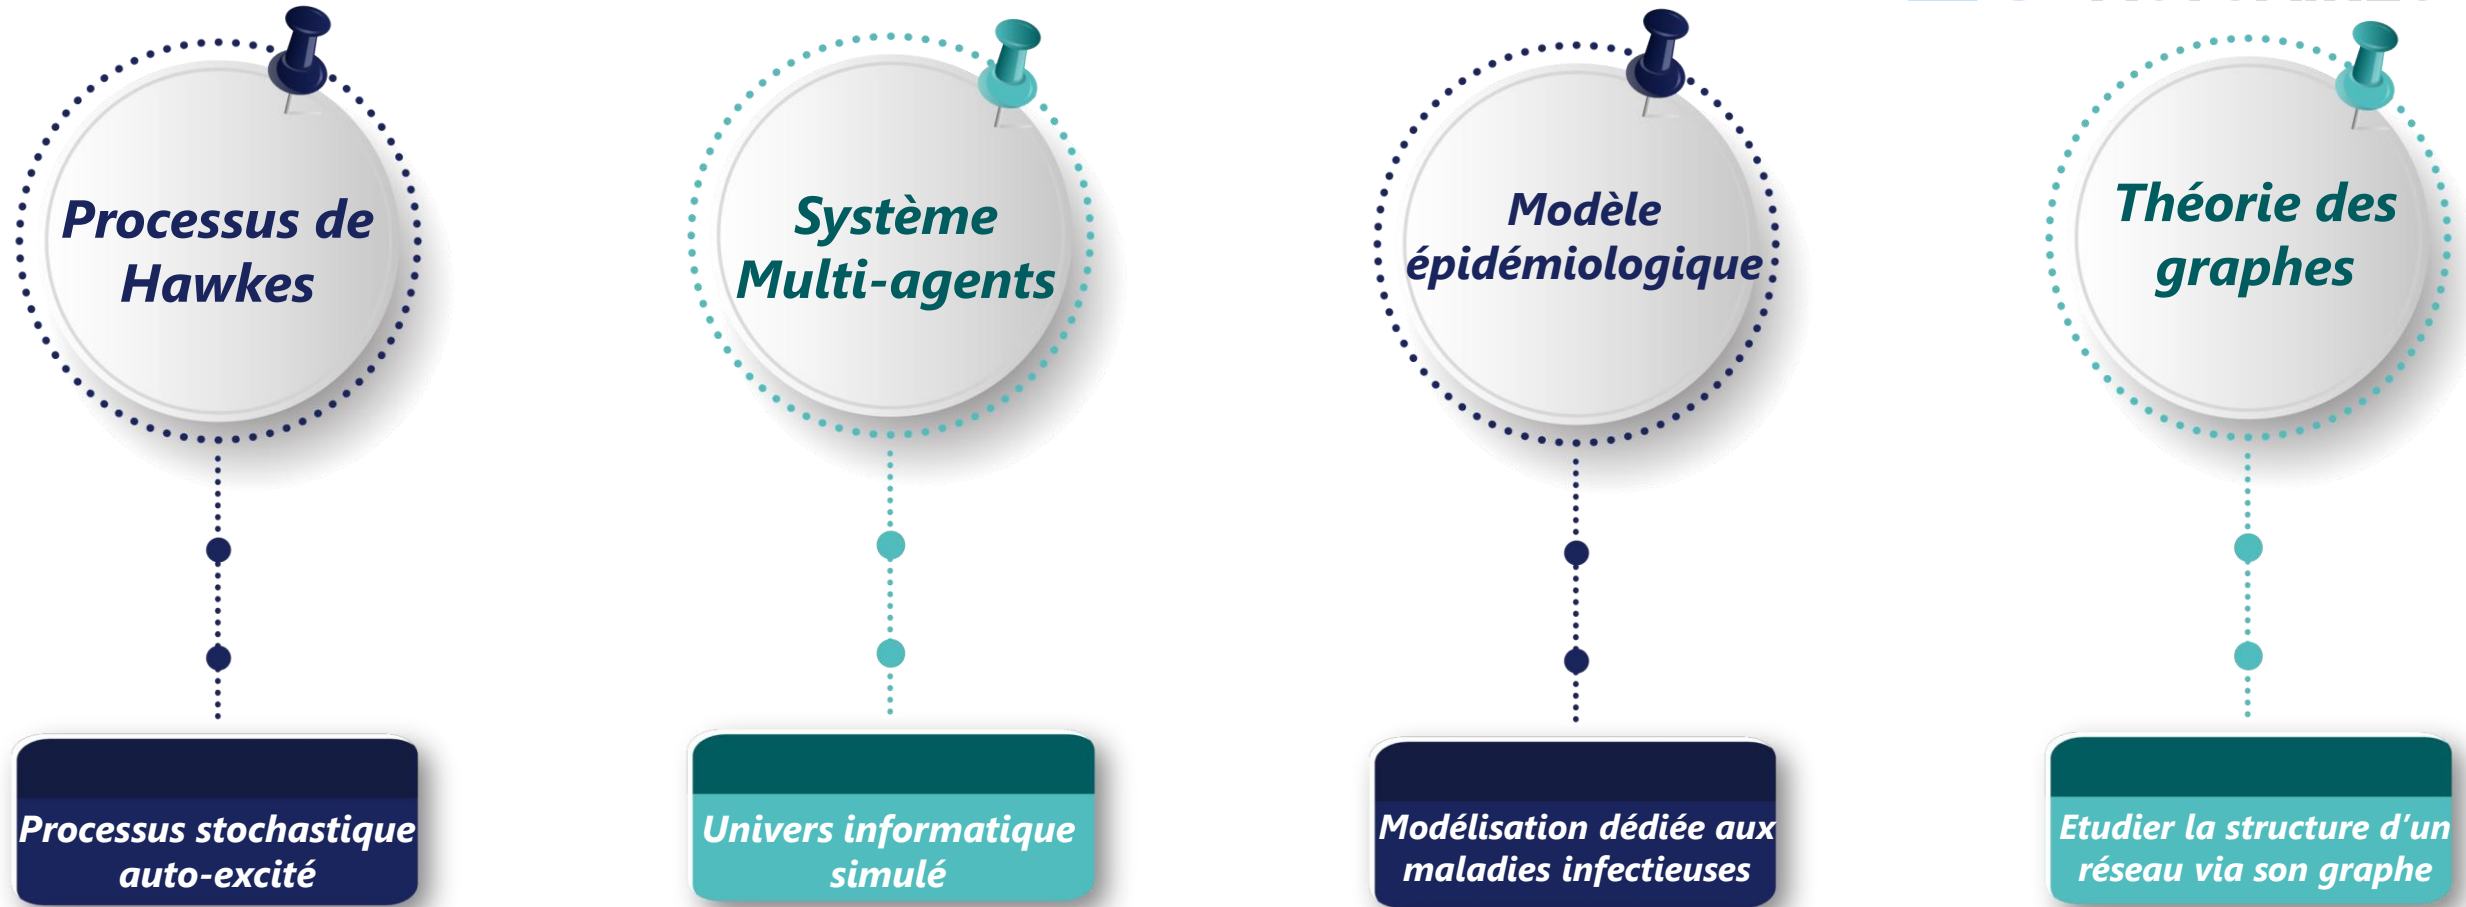 Processus de
Hawkes
Système
Multi-agents
Modèle
épidémiologique
Théorie des
graphes
Processus stochastique
auto-excité
Univers informatique
simulé
Modélisation dédiée aux
maladies infectieuses
Etudier la structure d’un
réseau via son graphe